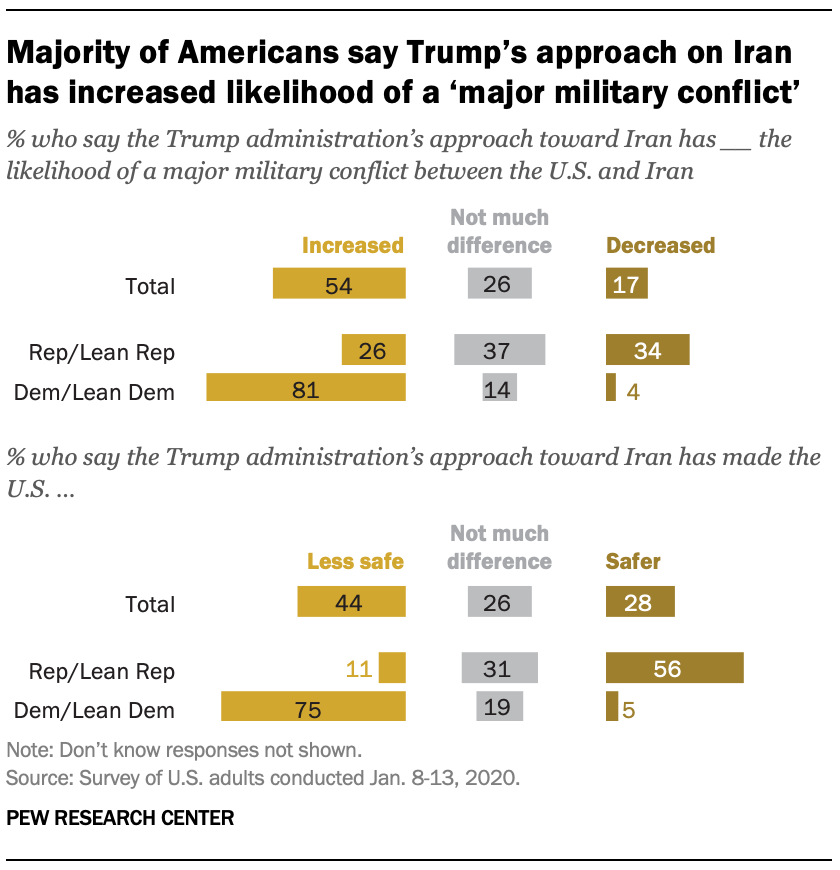 Majority of Americans say Trump’s approach on Iran
has increased likelihood of a ‘major military conflict’
% who say the Trump administration’s approach toward Iran has __ the
likelihood of a major military conflict between the U.S. and Iran
Not much
Increased difference Decreased
Total 54 26 17
Rep/Lean Rep 26 37 34
Dem/Lean Dem 81 14 4
% who say the Trump administration’s approach toward Iran has made the
U.S. ...
Not much
Less safe difference Safer
Total 44 26 28
Rep/Lean Rep 11 31 56
Dem/Lean Dem 75 19 5
Note: Don’t know responses not shown.
Source: Survey of U.S. adults conducted Jan. 8-13, 2020.
PEW RESEARCH CENTER